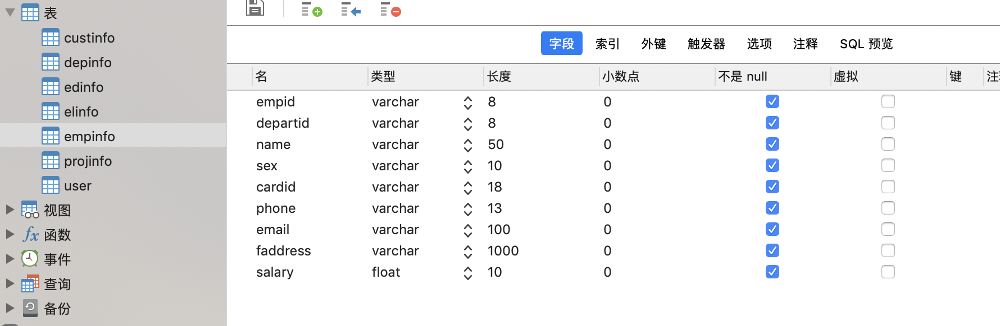 表
custinfo
depinfo
edinfo
elinfo
empinfo
projinfo
user
视图
fx 函数
事件
查询
备份
字段 索引 外键 触发器 选项 注释 SQL 预览
名 类型 长度 小数点 不是 null 虚拟 键
empid varchar 8 0
departid varchar 8 0
name varchar 50 0
sex varchar 10 0
cardid varchar 18 0
phone varchar 13 0
email varchar 100 0
faddress varchar 1000 0
salary float 10 0